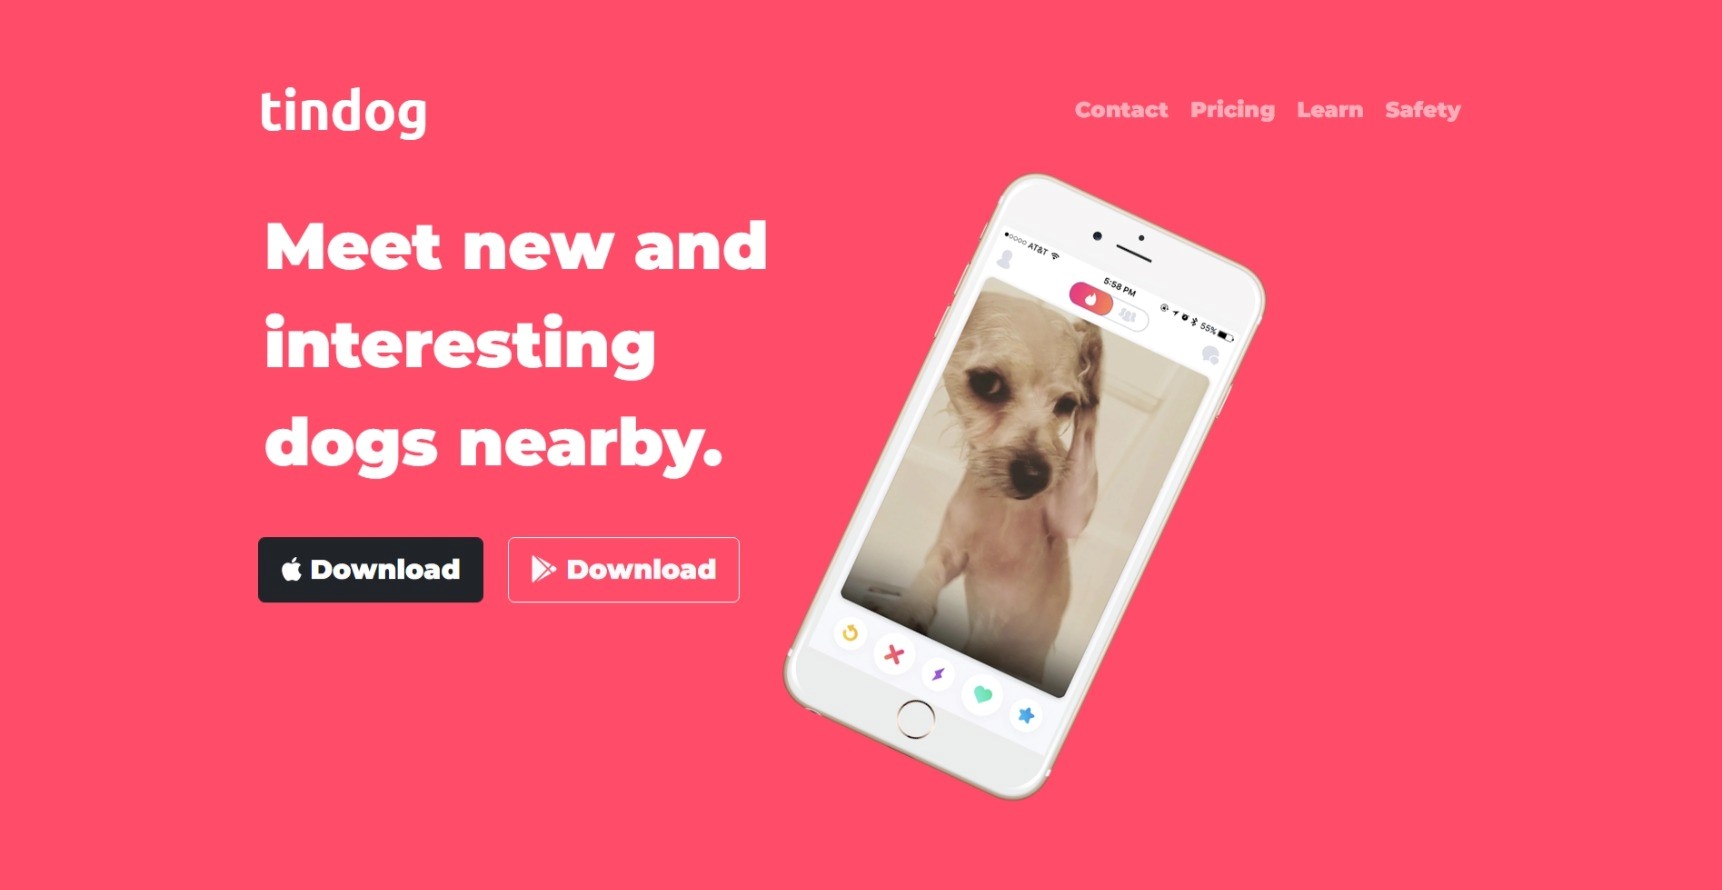 tindog
Contact Pricing Learn Safety
Meet new and
interesting
dogs nearby.
Download Download
AT&T
5:58 PM
55%